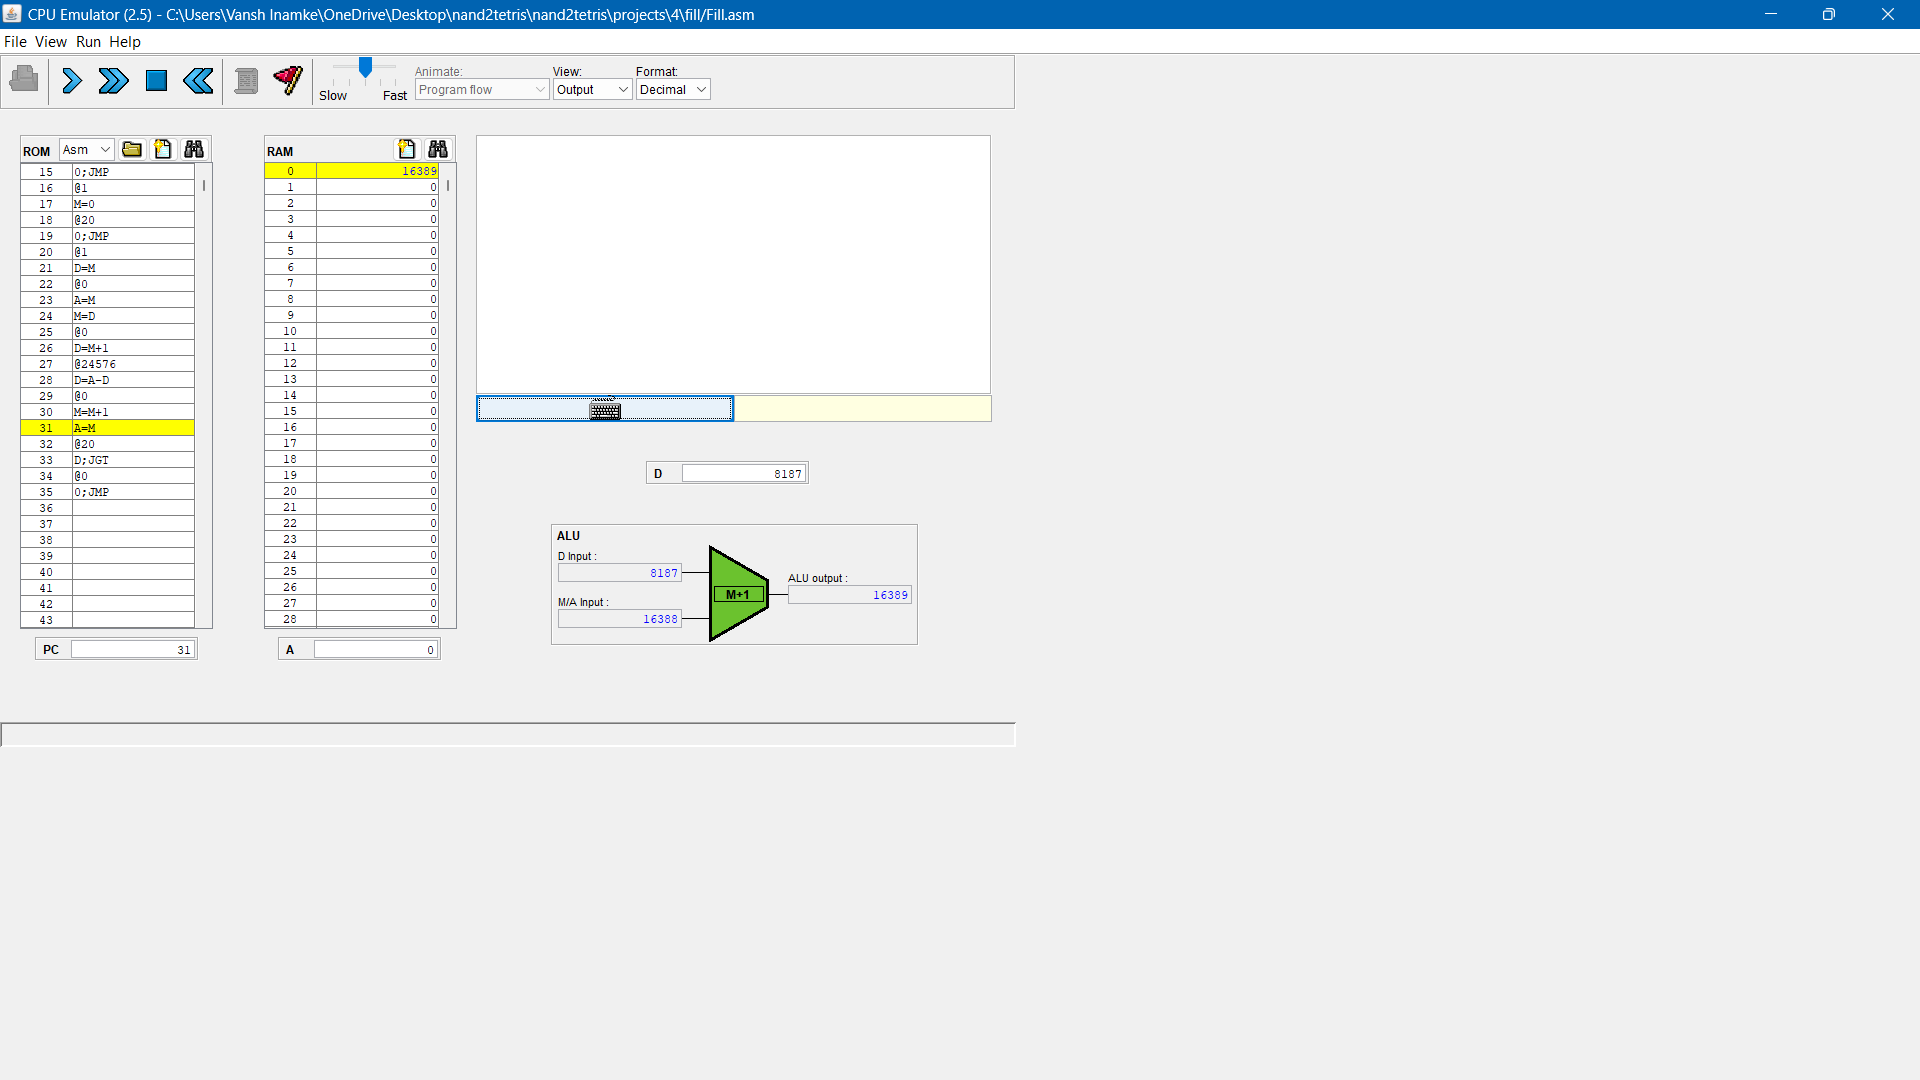 CPU Emulator (2.5) - C:\Users\Vansh Inamke\OneDrive\Desktop\nand2tetris\nand2tetris\projects\4\fill/Fill.asm
File View Run Help
Slow Fast
Animate:
Program flow
View:
Output
Format:
Decimal
ROM Asm
15 0;JMP
16 @1
17 M=0
18 @20
19 0;JMP
20 @1
21 D=M
22 @0
23 A=M
24 M=D
25 @0
26 D=M+1
27 @24576
28 D=A-D
29 @0
30 M=M+1
31 A=M
32 @20
33 D;JGT
34 @0
35 0;JMP
36
37
38
39
40
41
42
43
PC 31
RAM
0 16389
1 0
2 0
3 0
4 0
5 0
6 0
7 0
8 0
9 0
10 0
11 0
12 0
13 0
14 0
15 0
16 0
17 0
18 0
19 0
20 0
21 0
22 0
23 0
24 0
25 0
26 0
27 0
28 0
A 0
D 8187
ALU
D Input :
8187
M/A Input :
16388
M+1
ALU output :
16389